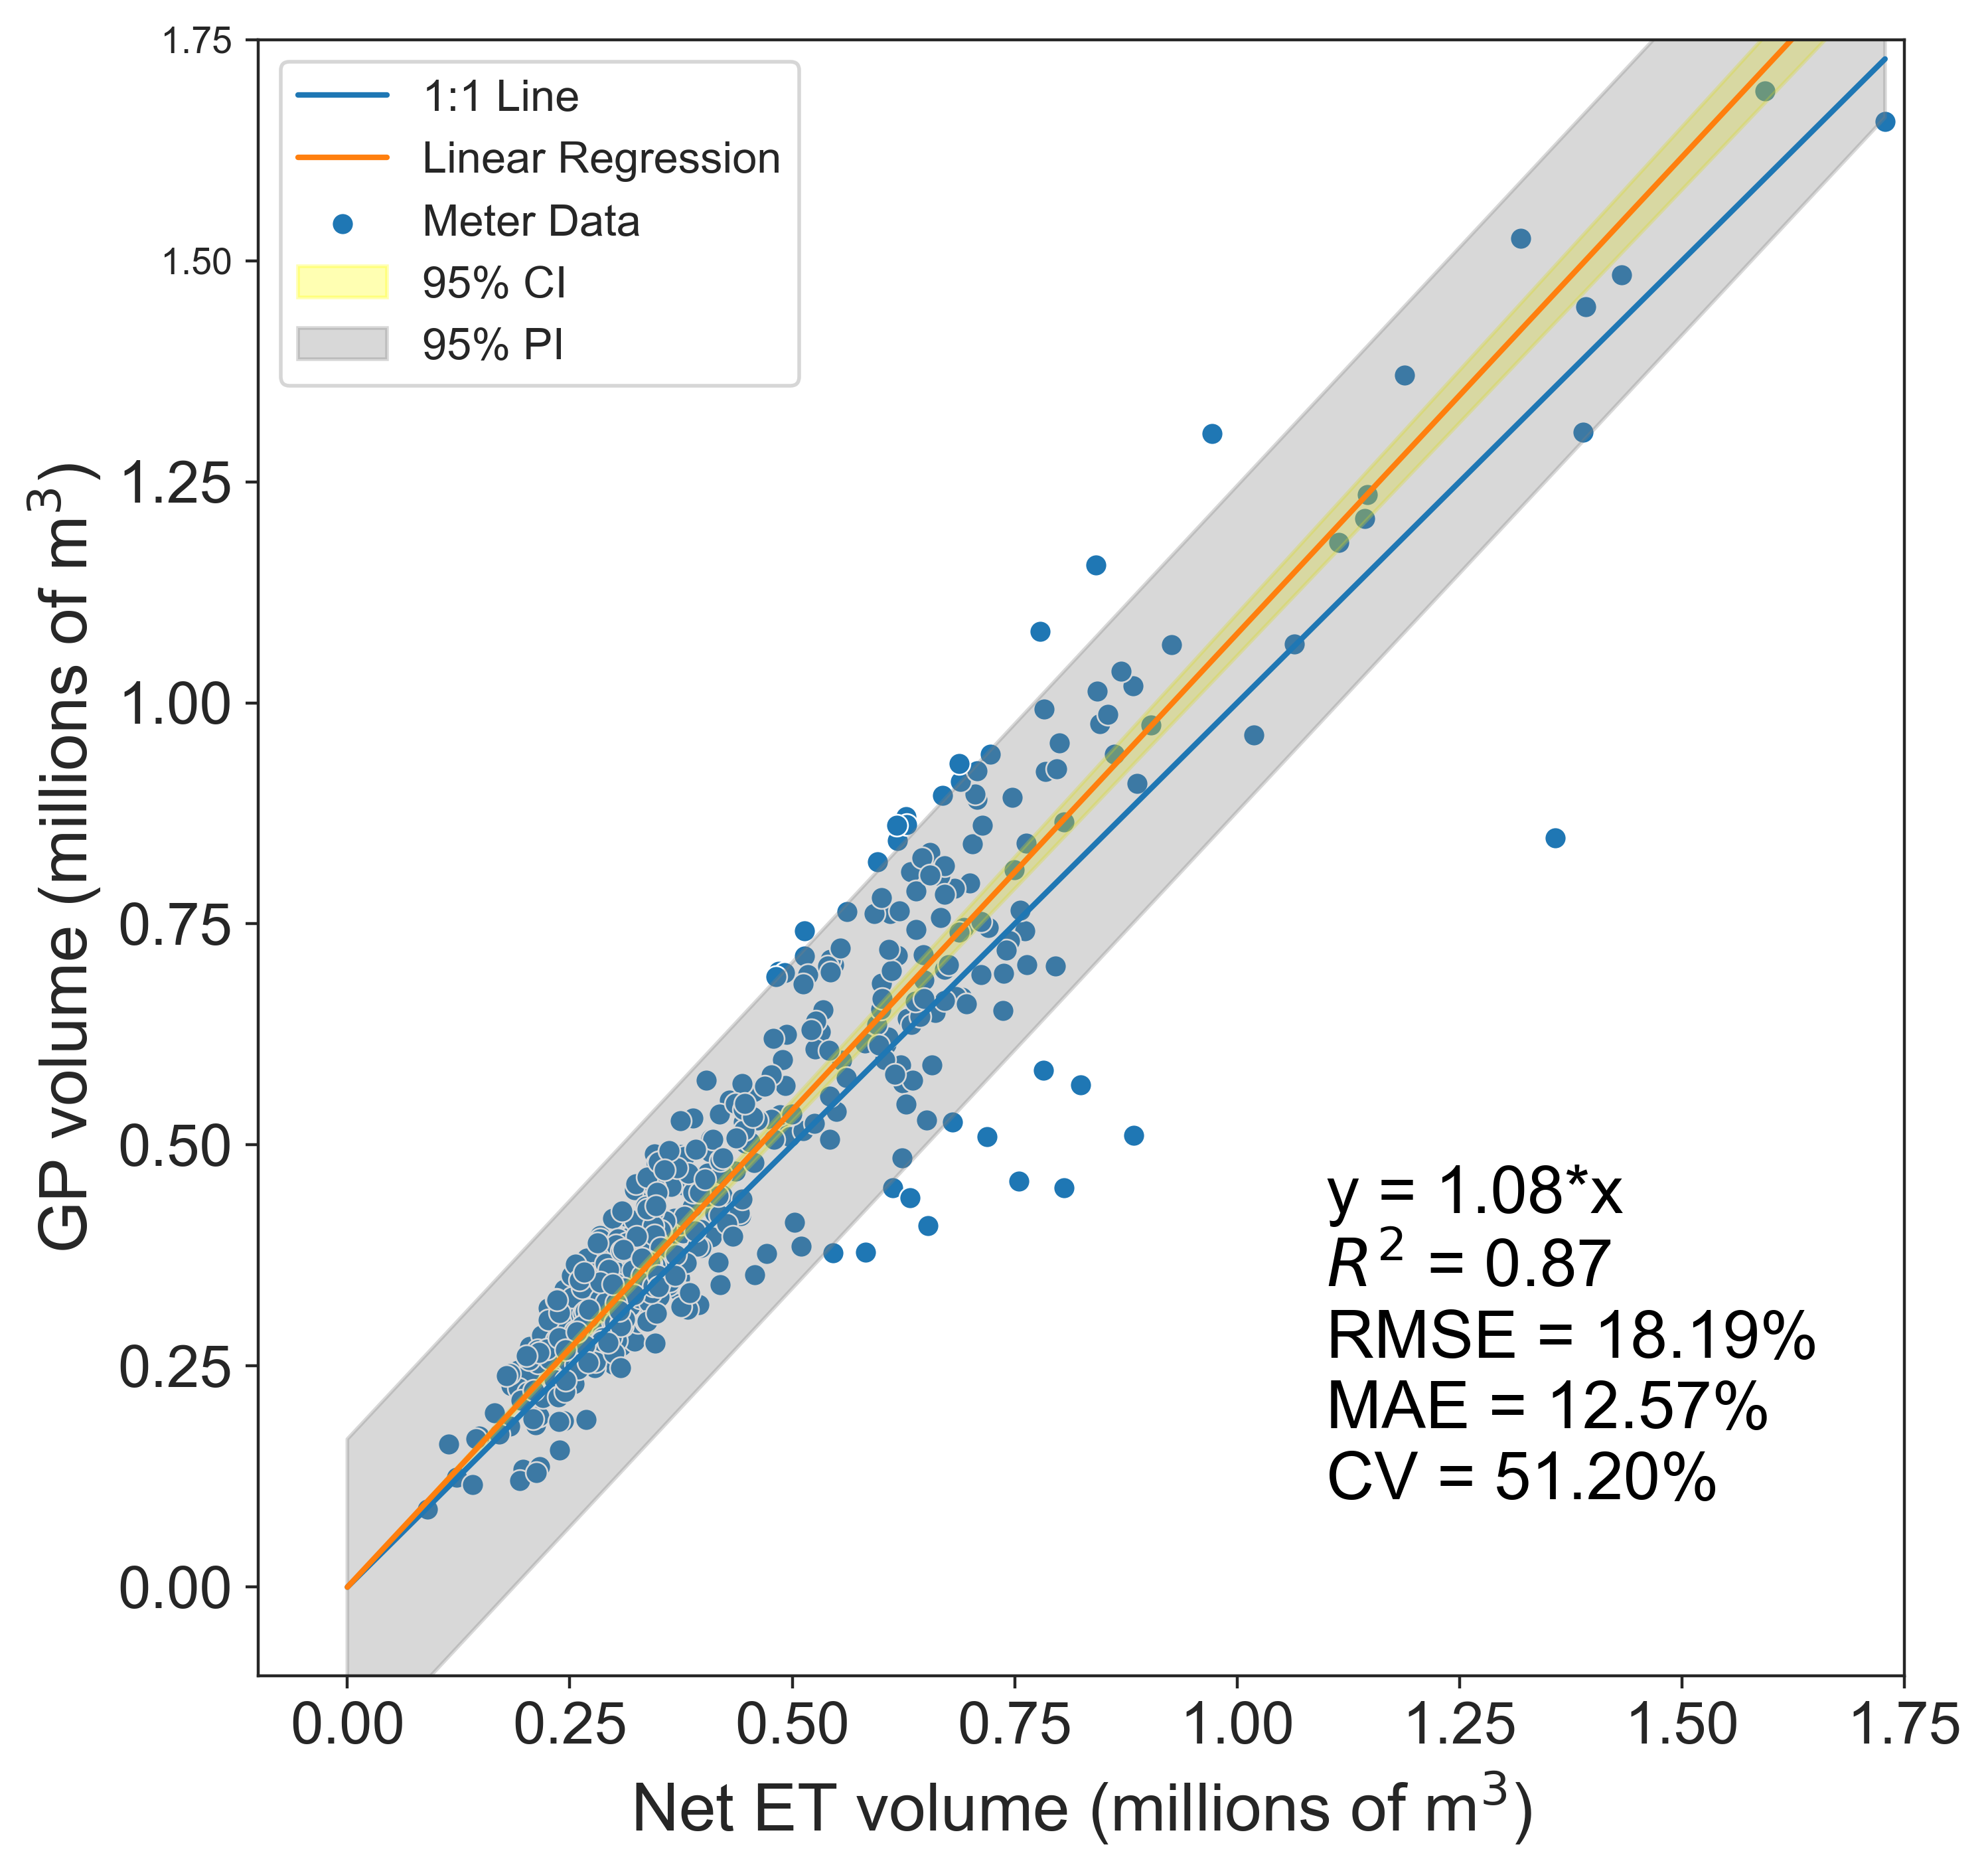 1:1 Line
Linear Regression
Meter Data
95% CI
95% PI
1.75
1.50
1.25
1.00
0.75
0.50
0.25
0.00
GP volume (millions of m³)
y = 1.08*x
R² = 0.87
RMSE = 18.19%
MAE = 12.57%
CV = 51.20%
0.00 0.25 0.50 0.75 1.00 1.25 1.50 1.75
Net ET volume (millions of m³)